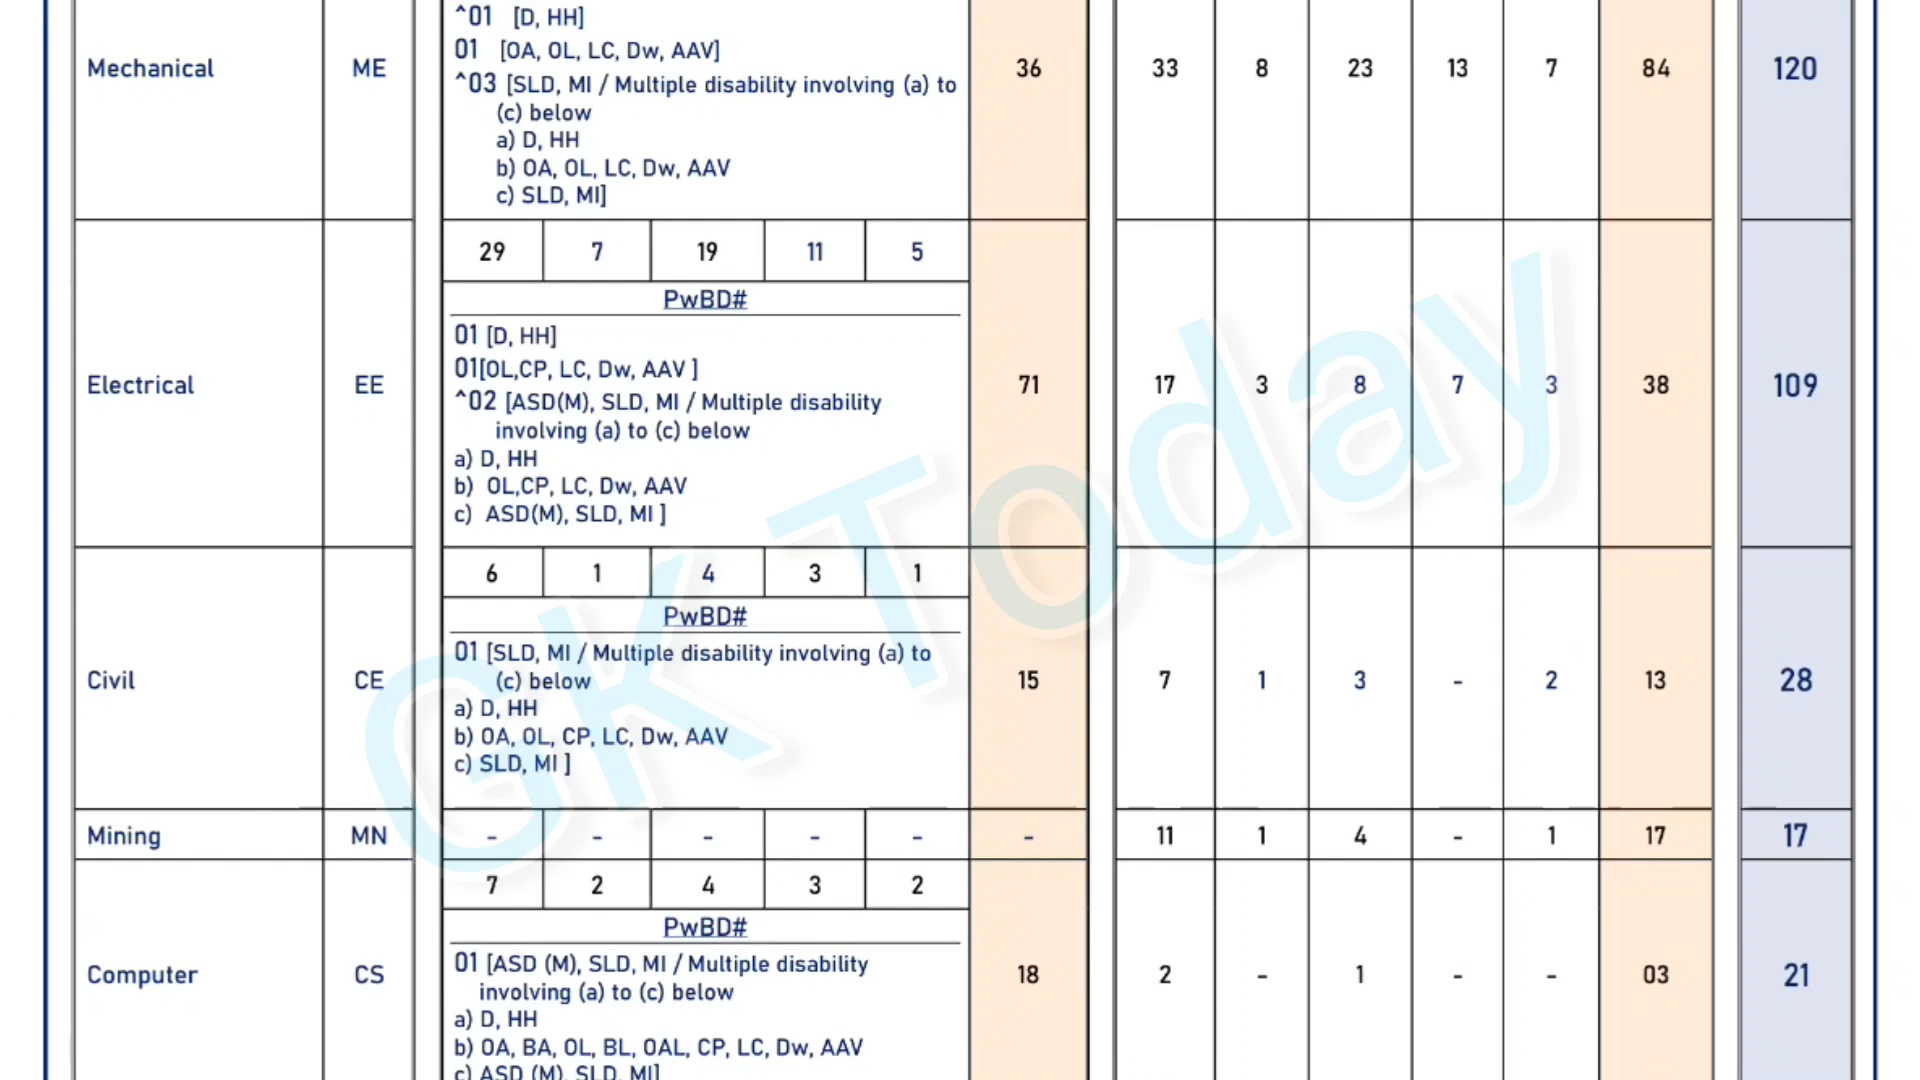 ^01 [D, HH]
01 [OA, OL, LC, Dw, AAV]
^03 [SLD, MI / Multiple disability involving (a) to
(c) below
a) D, HH
b) OA, OL, LC, Dw, AAV
c) SLD, MI]
Mechanical ME 36 33 8 23 13 7 84 120
29 7 19 11 5
PwBD#
01 [D, HH]
01[OL,CP, LC, Dw, AAV ]
^02 [ASD(M), SLD, MI / Multiple disability
involving (a) to (c) below
a) D, HH
b) OL,CP, LC, Dw, AAV
c) ASD(M), SLD, MI ]
Electrical EE 71 17 3 8 7 3 38 109
6 1 4 3 1
PwBD#
01 [SLD, MI / Multiple disability involving (a) to
(c) below
a) D, HH
b) OA, OL, CP, LC, Dw, AAV
c) SLD, MI ]
Civil CE 15 7 1 3 - 2 13 28
Mining MN - - - - - - 11 1 4 - 1 17 17
7 2 4 3 2
PwBD#
01 [ASD (M), SLD, MI / Multiple disability
involving (a) to (c) below
a) D, HH
b) OA, BA, OL, BL, OAL, CP, LC, Dw, AAV
c) ASD (M), SLD, MI]
Computer CS 18 2 - 1 - - 03 21
GK Today